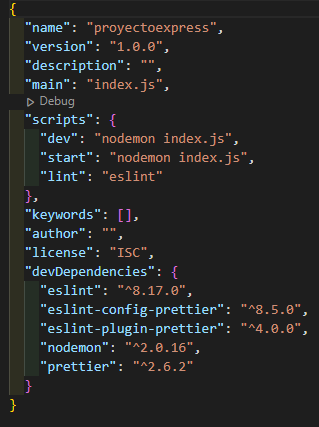 {
"name": "proyectoexpress",
"version": "1.0.0",
"description": "",
"main": "index.js",
Debug
"scripts": {
"dev": "nodemon index.js",
"start": "nodemon index.js",
"lint": "eslint"
},
"keywords": [],
"author": "",
"license": "ISC",
"devDependencies": {
"eslint": "^8.17.0",
"eslint-config-prettier": "^8.5.0",
"eslint-plugin-prettier": "^4.0.0",
"nodemon": "^2.0.16",
"prettier": "^2.6.2"
}
}